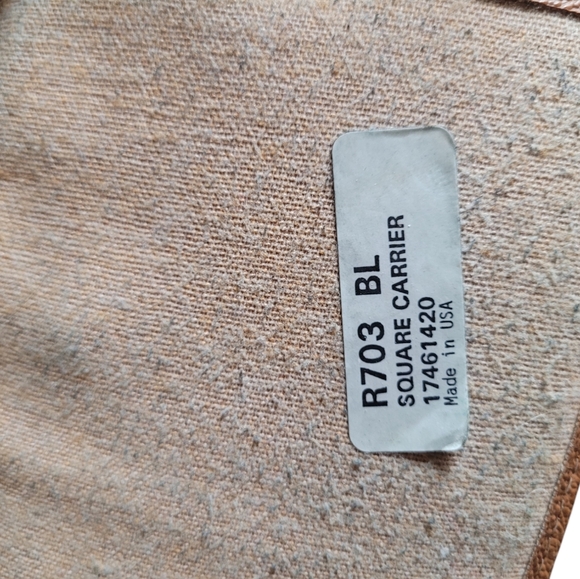 R703 BL
SQUARE CARRIER
17461420
Made in USA